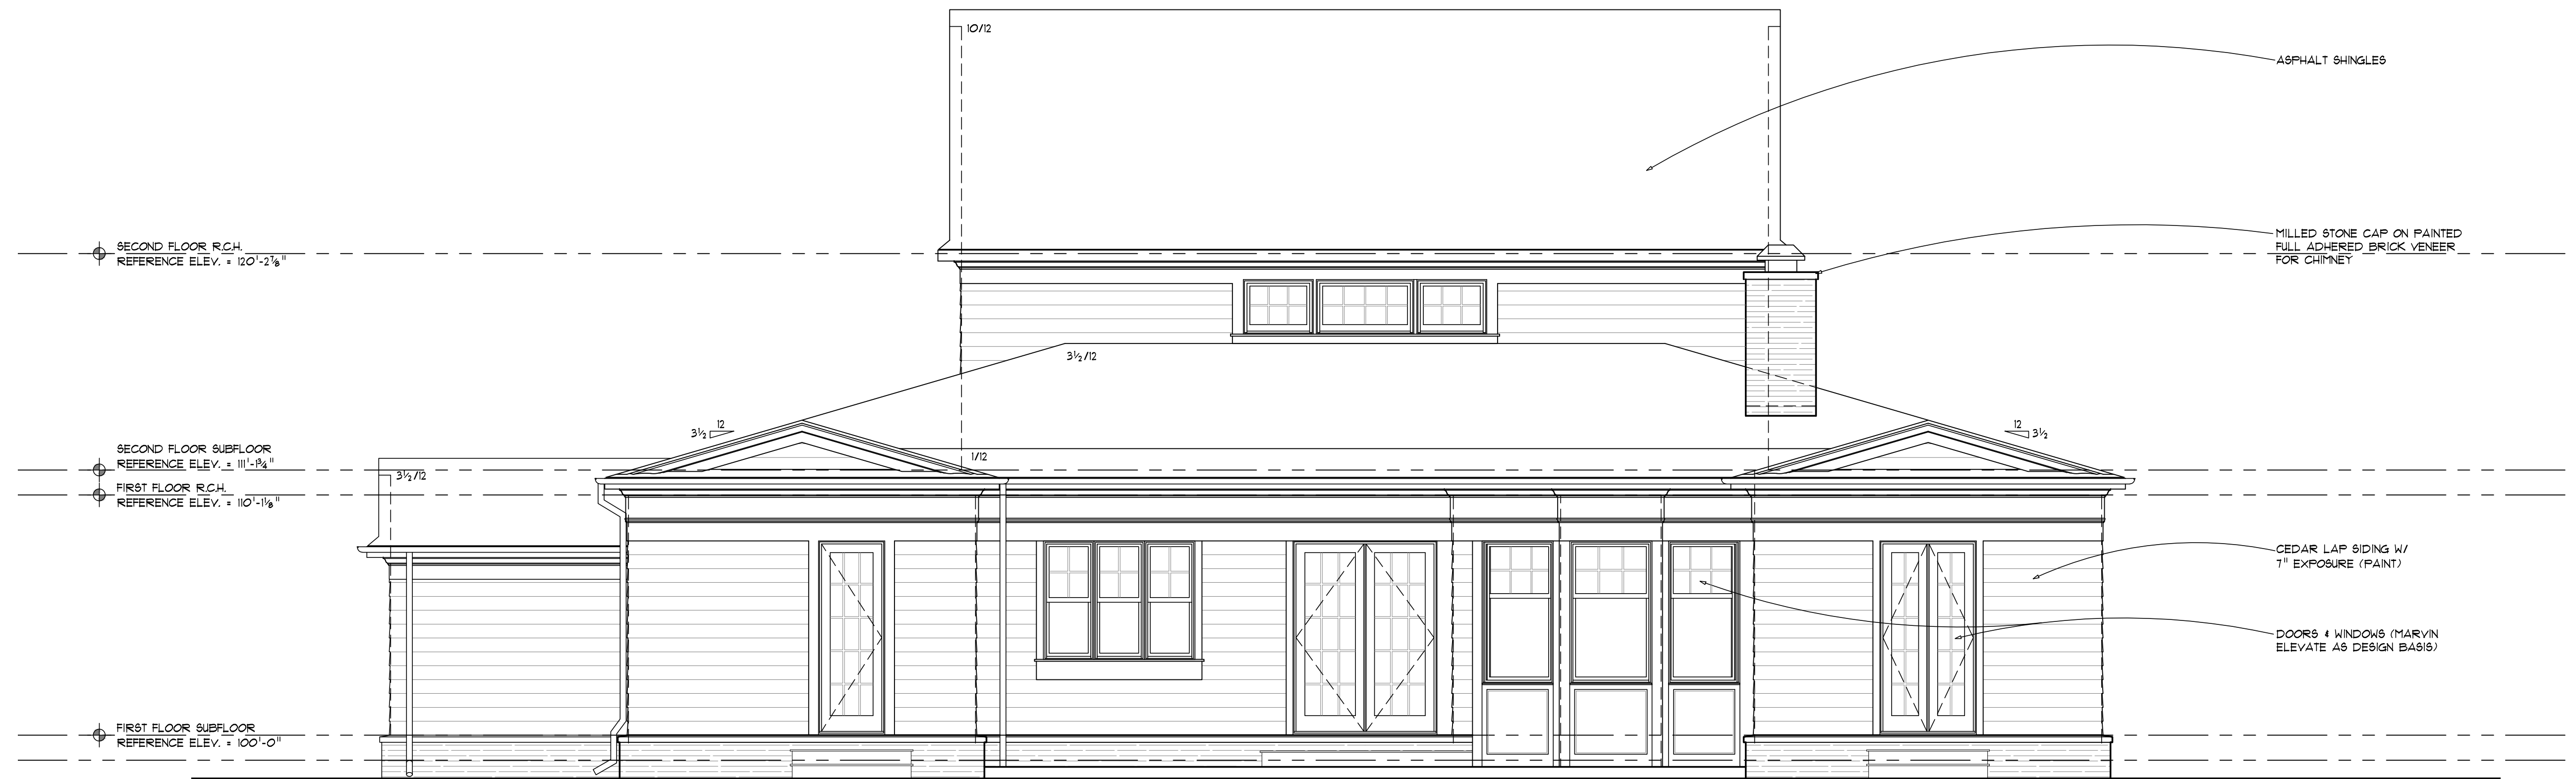 10/12
ASPHALT SHINGLES
SECOND FLOOR R.C.H.
REFERENCE ELEV. = 120'-2⅞"
MILLED STONE CAP ON PAINTED
FULL ADHERED BRICK VENEER
FOR CHIMNEY
3½/12
12
3½
12
3½
SECOND FLOOR SUBFLOOR
REFERENCE ELEV. = 111'-1¾"
1/12
3½/12
FIRST FLOOR R.C.H.
REFERENCE ELEV. = 110'-1⅛"
CEDAR LAP SIDING W/
7" EXPOSURE (PAINT)
DOORS & WINDOWS (MARVIN
ELEVATE AS DESIGN BASIS)
FIRST FLOOR SUBFLOOR
REFERENCE ELEV. = 100'-0"